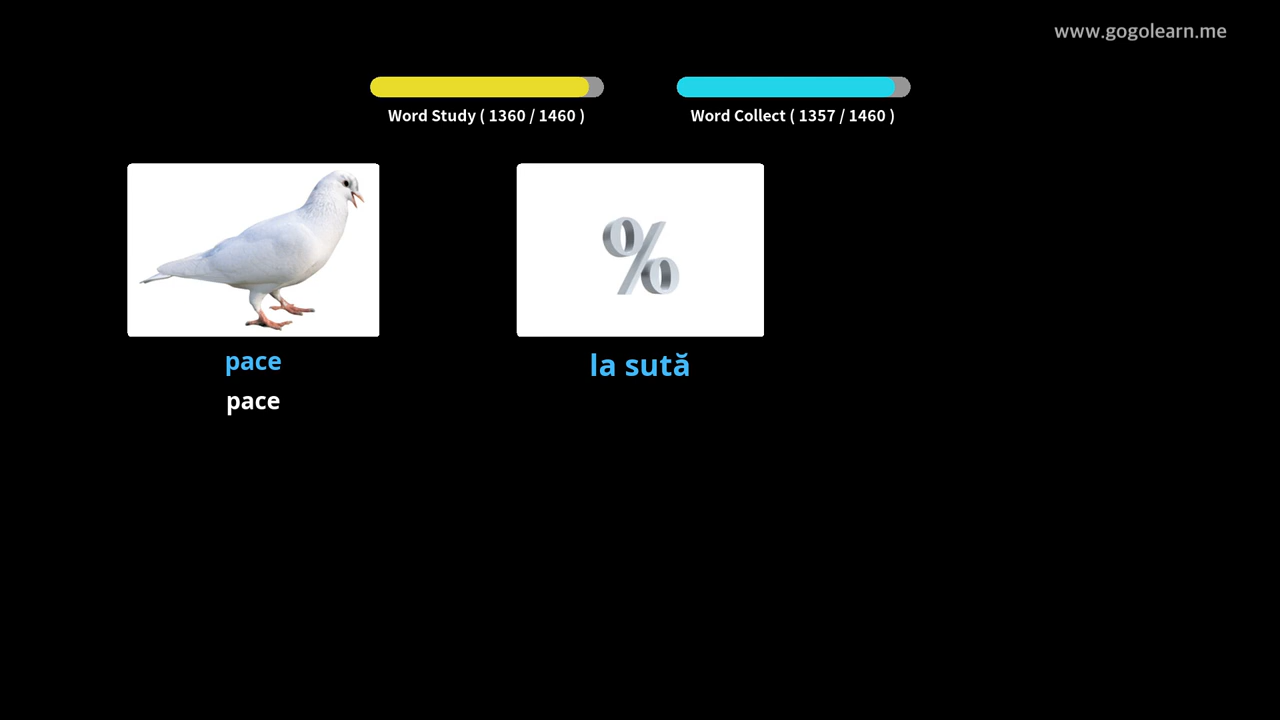 www.gogolearn.me
Word Study ( 1360 / 1460 )
Word Collect ( 1357 / 1460 )
%
pace
la sută
pace